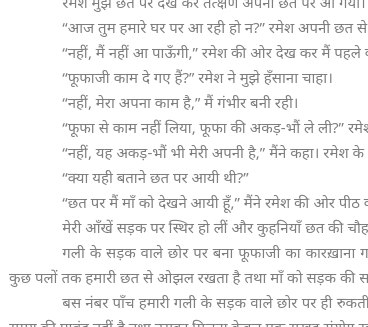 रमेश मुझे छत पर देख कर तत्क्षण अपनी छत पर आ गया।
“आज तुम हमारे घर पर आ रही हो न?” रमेश अपनी छत से
“नहीं, मैं नहीं आ पाऊँगी,” रमेश की ओर देख कर मैं पहले
“फूफाजी काम दे गए हैं?” रमेश ने मुझे हँसाना चाहा।
“नहीं, मेरा अपना काम है,” मैं गंभीर बनी रही।
“फूफा से काम नहीं लिया, फूफा की अकड़-भौं ले ली?” रमेश
“नहीं, यह अकड़-भौं भी मेरी अपनी है,” मैंने कहा। रमेश के
“क्या यही बताने छत पर आयी थी?”
“छत पर मैं माँ को देखने आयी हूँ,” मैंने रमेश की ओर पीठ
मेरी आँखें सड़क पर स्थिर हो लीं और कुहनियाँ छत की
गली के सड़क वाले छोर पर बना फूफाजी का कारख़ाना
कुछ पलों तक हमारी छत से ओझल रखता है तथा माँ को सड़क की
बस नंबर पाँच हमारी गली के सड़क वाले छोर पर ही रुकती